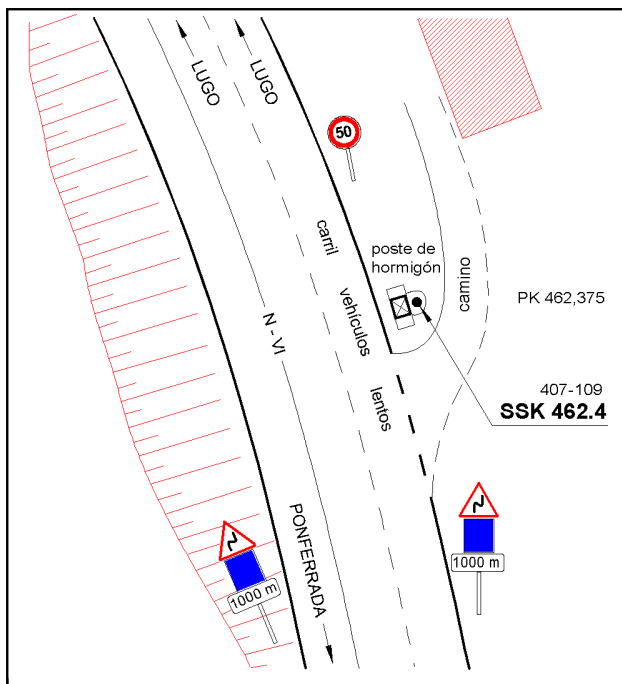 LUGO
LUGO
50
carril
vehículos
lentos
poste de
hormigón
camino
PK 462,375
N - VI
407-109
SSK 462.4
PONFERRADA
1000 m
1000 m